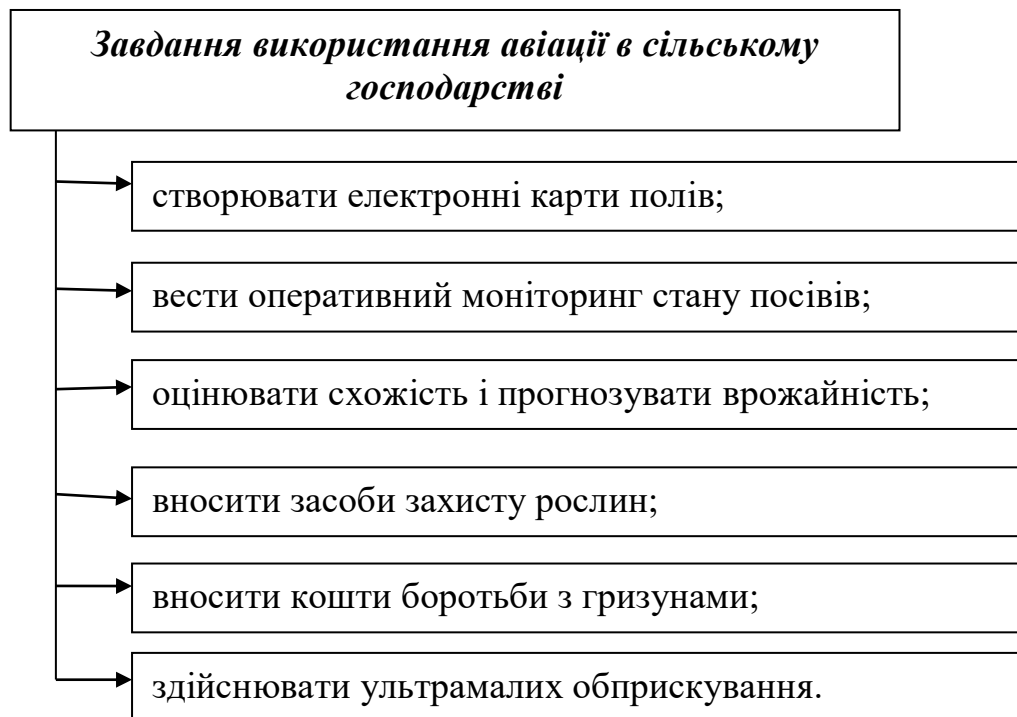 Завдання використання авіації в сільському
господарстві
створювати електронні карти полів;
вести оперативний моніторинг стану посівів;
оцінювати схожість і прогнозувати врожайність;
вносити засоби захисту рослин;
вносити кошти боротьби з гризунами;
здійснювати ультрамалих обприскування.